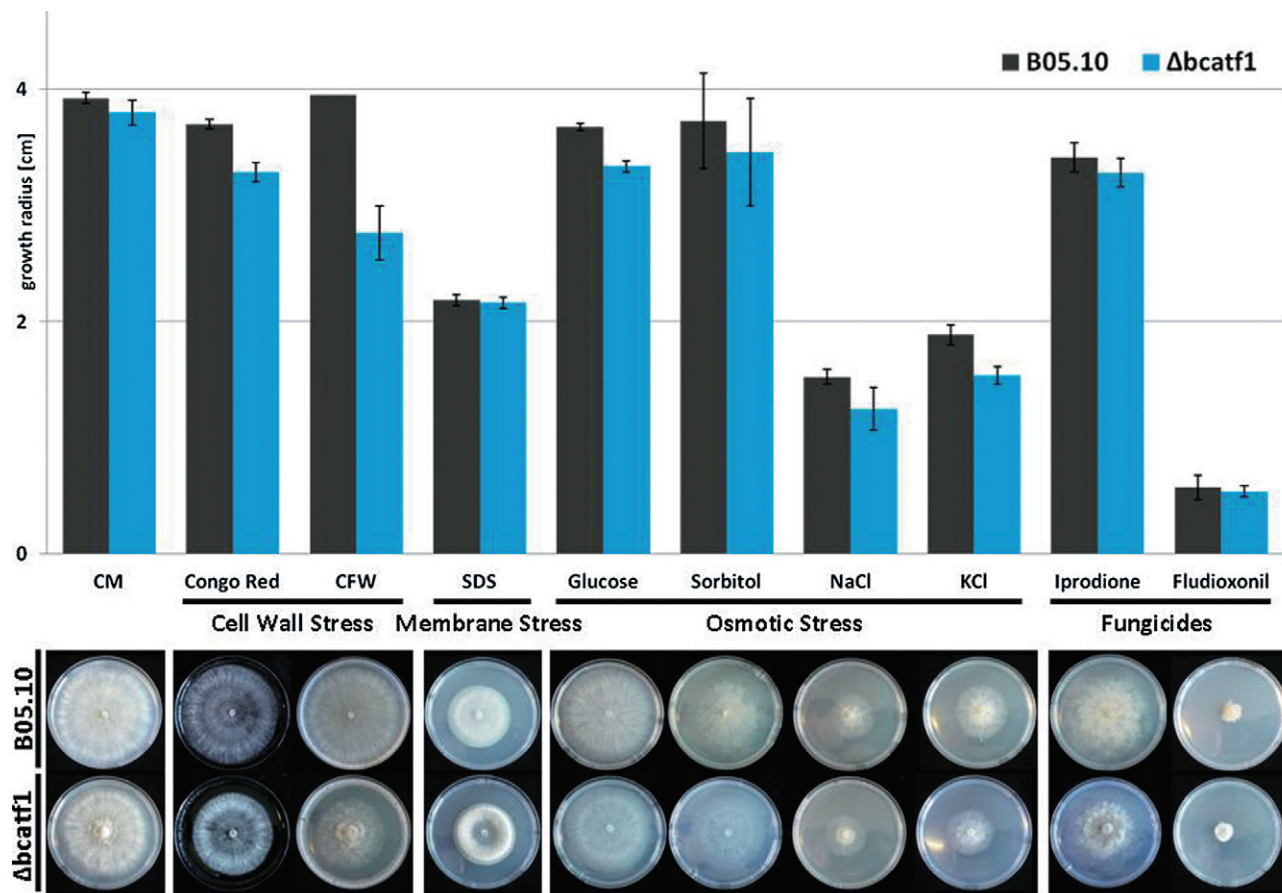 B05.10 Δbcatf1
4
growth radius [cm]
2
0
CM Congo Red CFW SDS Glucose Sorbitol NaCl KCl Iprodione Fludioxonil
Cell Wall Stress Membrane Stress Osmotic Stress Fungicides
B05.10
Δbcatf1